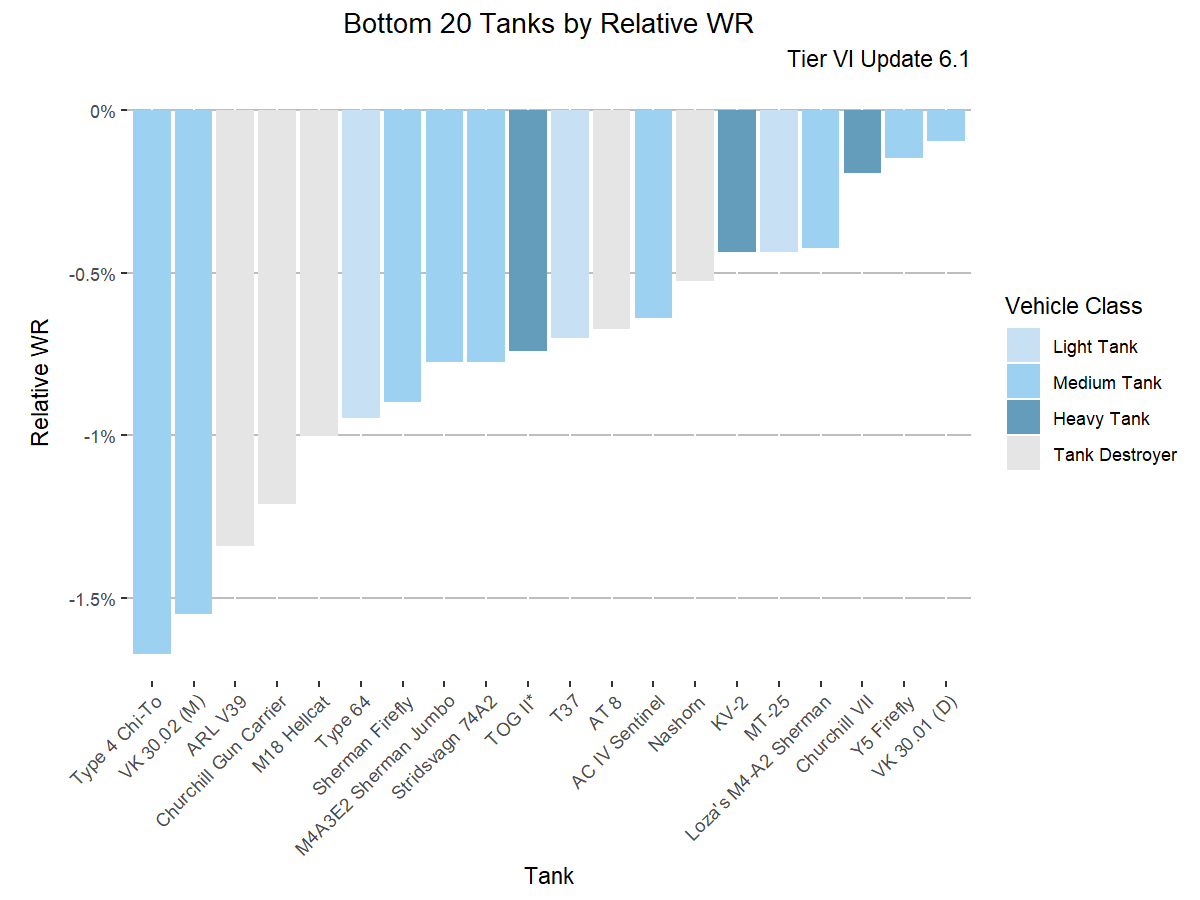 Bottom 20 Tanks by Relative WR
Tier VI Update 6.1
0%
-0.5%
-1%
-1.5%
Relative WR
Type 4 Chi-To
VK 30.02 (M)
ARL V39
Churchill Gun Carrier
M18 Hellcat
Type 64
Sherman Firefly
M4A3E2 Sherman Jumbo
Stridsvagn 74A2
TOG II*
T37
AT 8
AC IV Sentinel
Nashorn
KV-2
MT-25
Loza's M4-A2 Sherman
Churchill VII
Y5 Firefly
VK 30.01 (D)
Tank
Vehicle Class
Light Tank
Medium Tank
Heavy Tank
Tank Destroyer